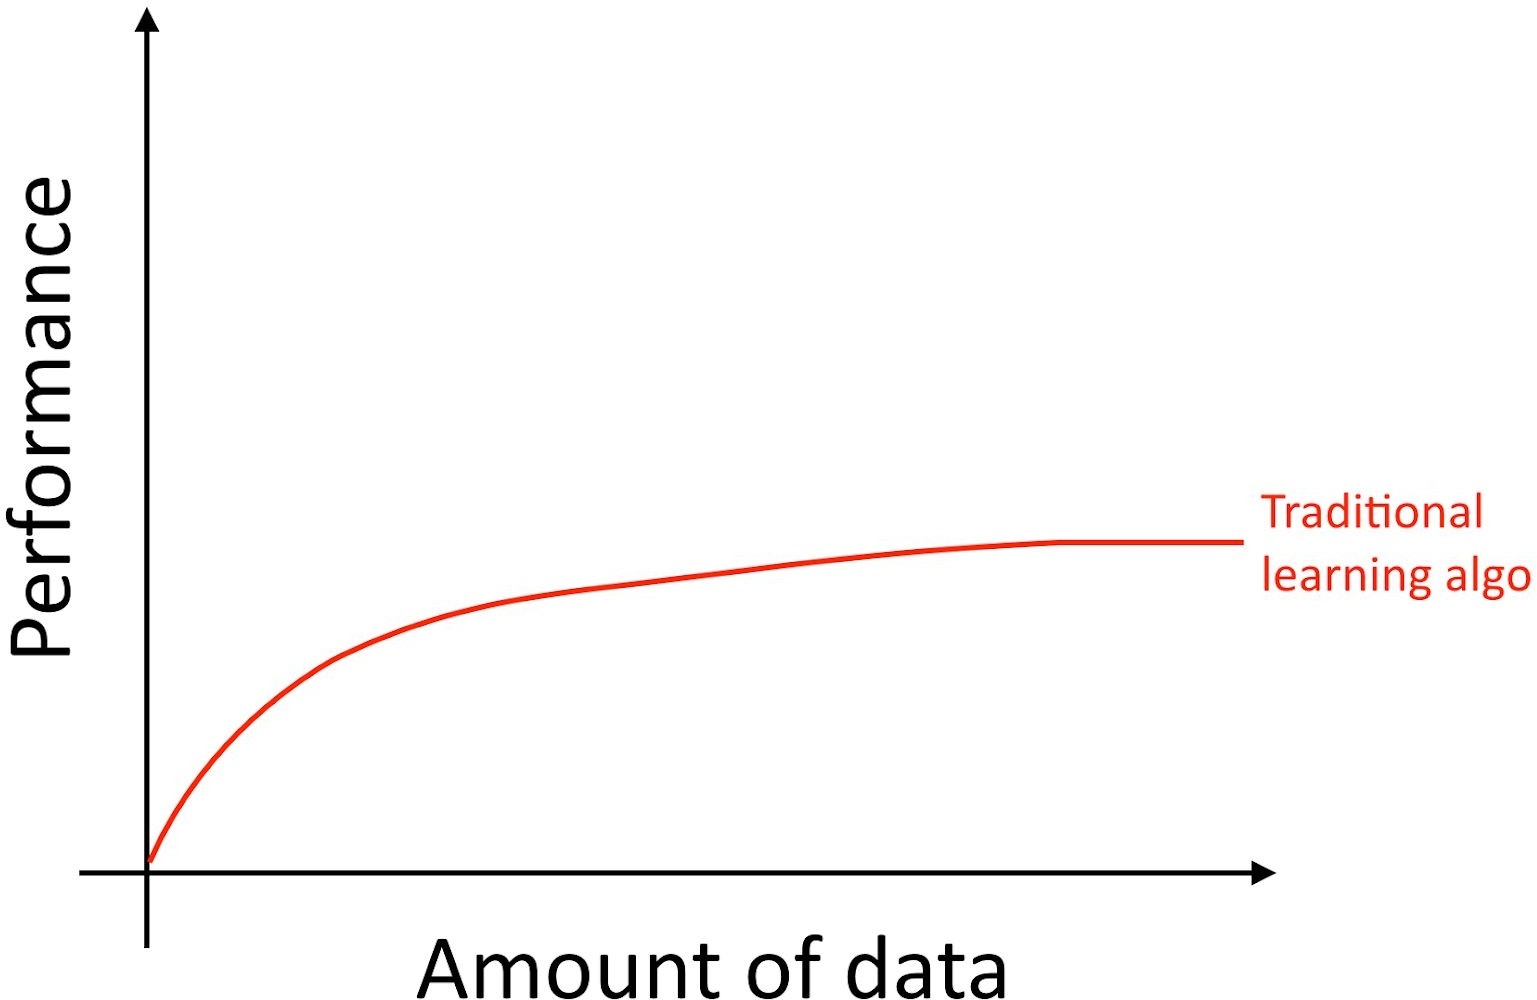 Performance
Traditional
learning algo
Amount of data